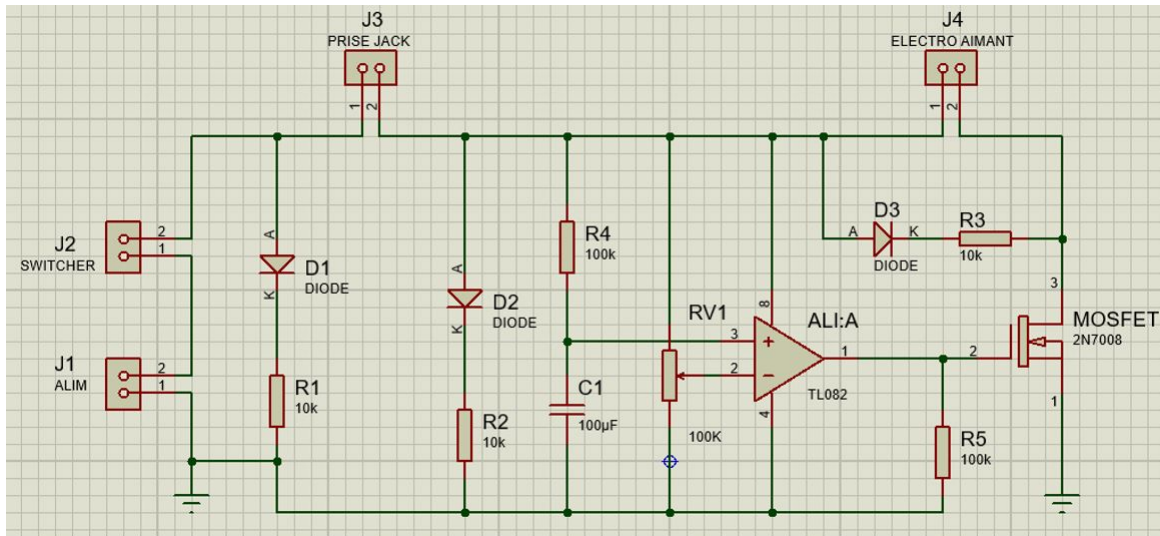 J3
PRISE JACK
1
2
J4
ELECTRO AIMANT
1
2
J2
SWITCHER
2
1
J1
ALIM
2
1
A
K
D1
DIODE
R1
10k
A
K
D2
DIODE
R2
10k
R4
100k
C1
100µF
RV1
100K
3
2
8
4
1
ALI:A
TL082
D3
A
K
DIODE
R3
10k
R5
100k
3
2
1
MOSFET
2N7008